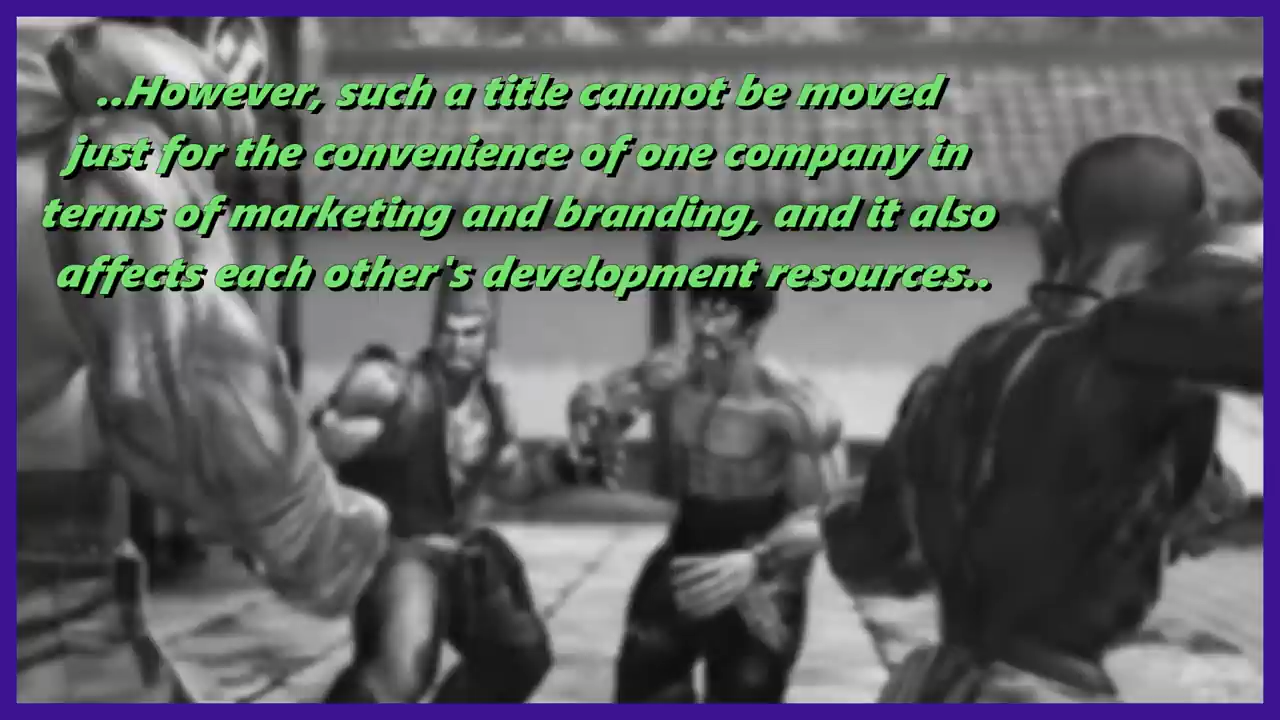 ..However, such a title cannot be moved
just for the convenience of one company in
terms of marketing and branding, and it also
affects each other's development resources..